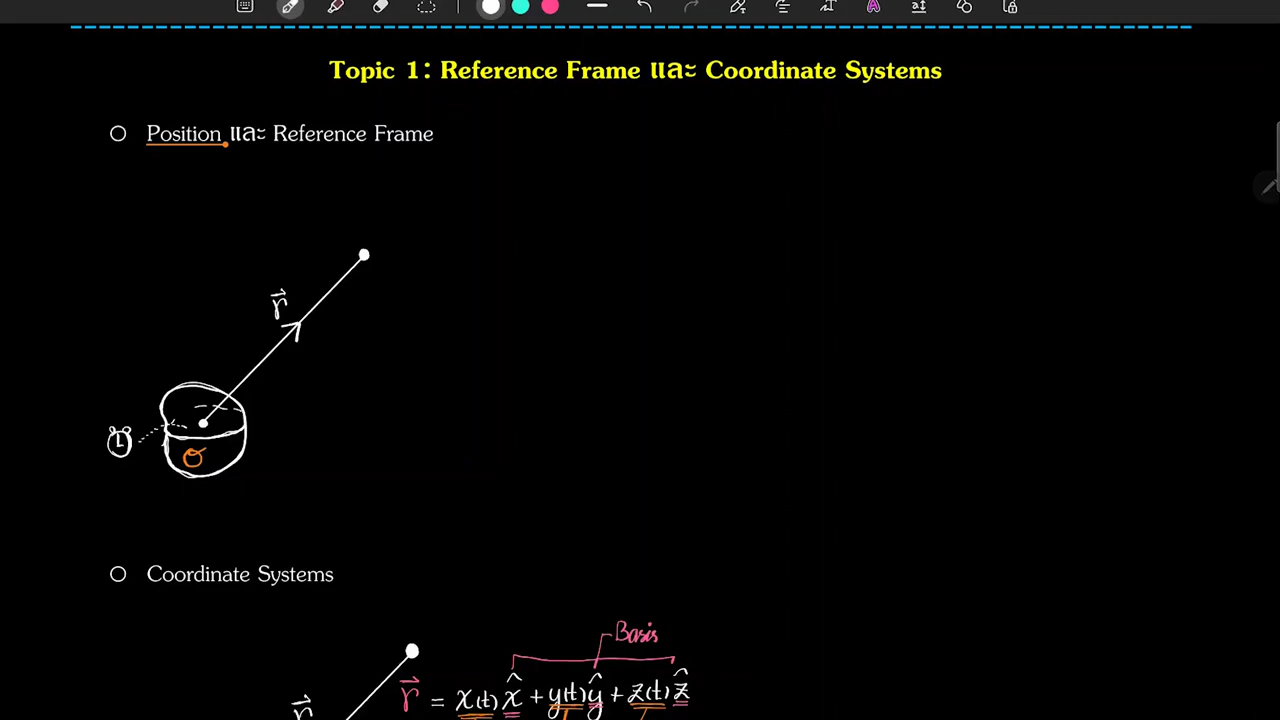 Topic 1: Reference Frame และ Coordinate Systems
Position และ Reference Frame
r⃗
O
Coordinate Systems
Basis
r⃗ = x(t) x̂ + y(t) ŷ + z(t) ẑ
r⃗